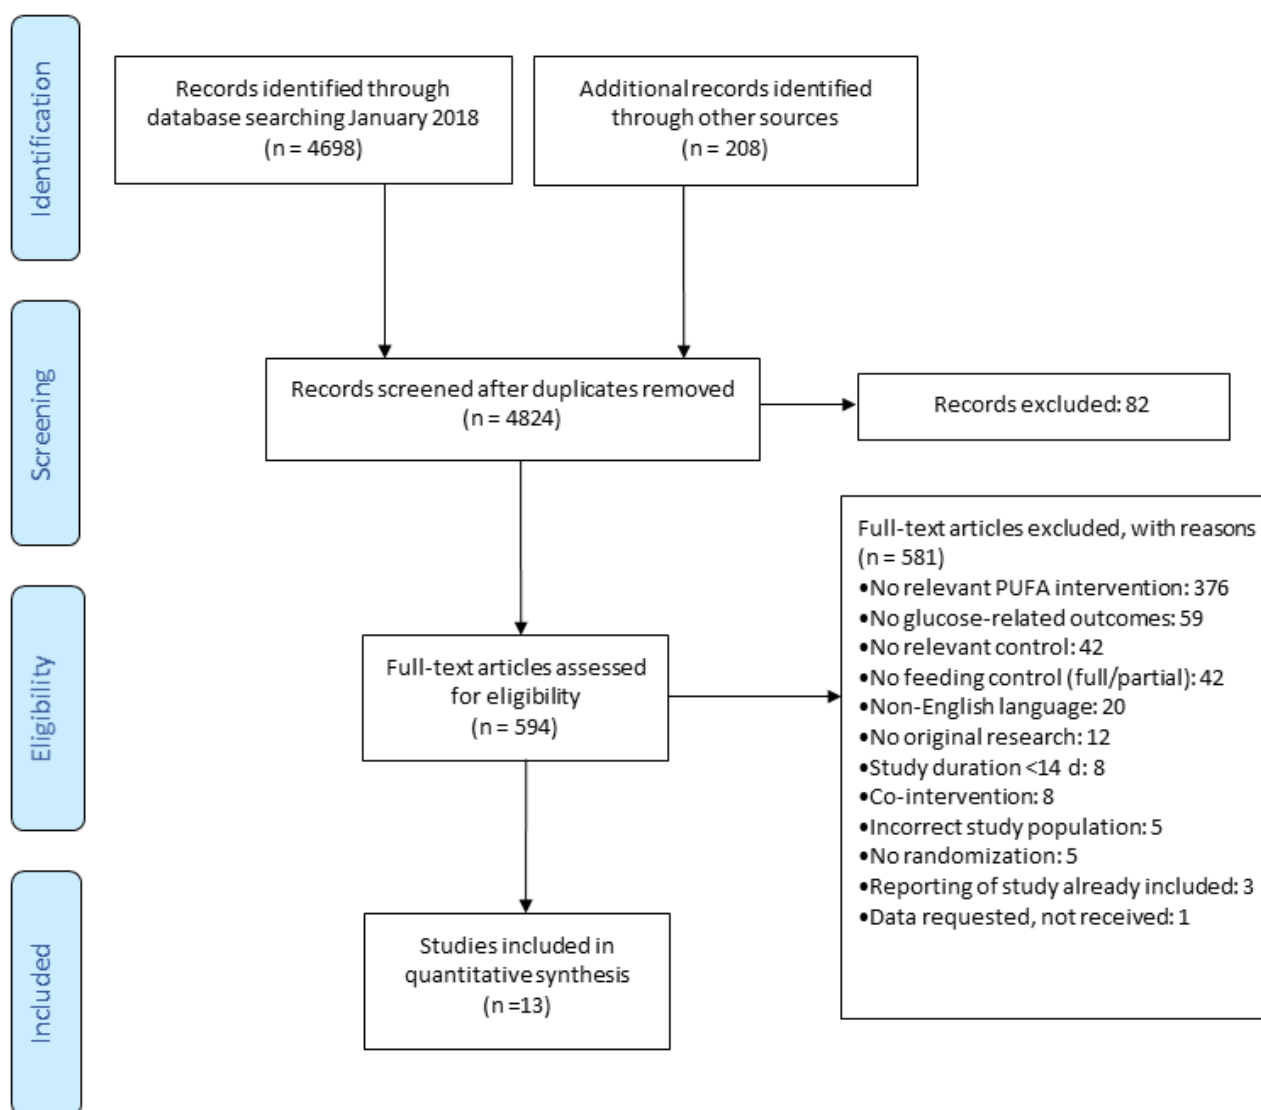 Identification
Records identified through
database searching January 2018
(n = 4698)
Additional records identified
through other sources
(n = 208)
Screening
Records screened after duplicates removed
(n = 4824)
Records excluded: 82
Eligibility
Full-text articles assessed
for eligibility
(n = 594)
Full-text articles excluded, with reasons
(n = 581)
•No relevant PUFA intervention: 376
•No glucose-related outcomes: 59
•No relevant control: 42
•No feeding control (full/partial): 42
•Non-English language: 20
•No original research: 12
•Study duration <14 d: 8
•Co-intervention: 8
•Incorrect study population: 5
•No randomization: 5
•Reporting of study already included: 3
•Data requested, not received: 1
Included
Studies included in
quantitative synthesis
(n =13)